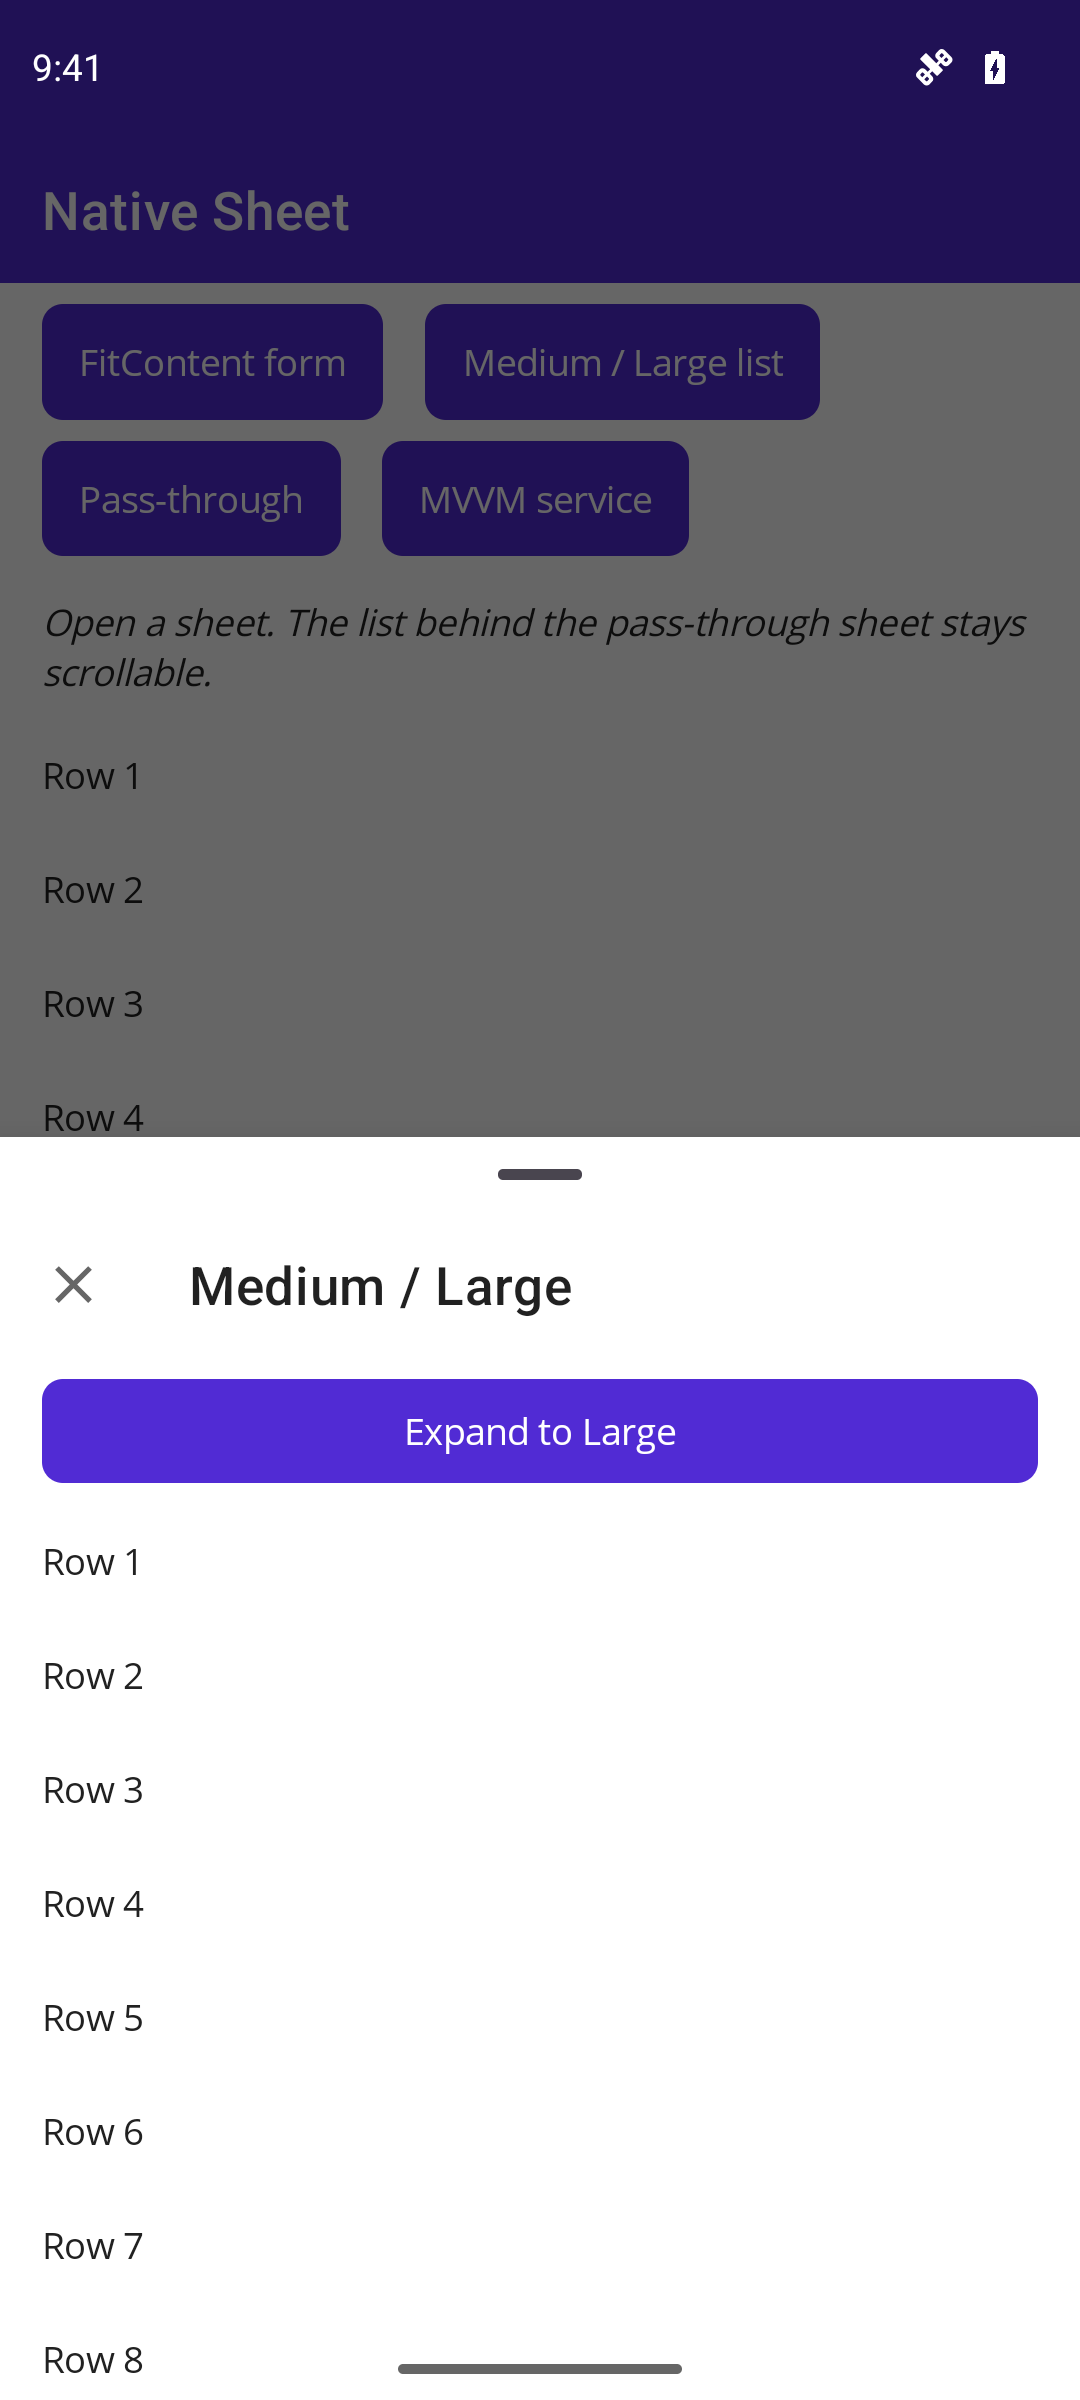 9:41
Native Sheet
FitContent form
Medium / Large list
Pass-through
MVVM service
Open a sheet. The list behind the pass-through sheet stays
scrollable.
Row 1
Row 2
Row 3
Row 4
Medium / Large
Expand to Large
Row 1
Row 2
Row 3
Row 4
Row 5
Row 6
Row 7
Row 8